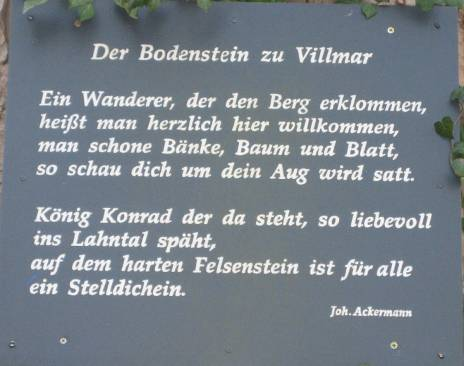 Der Bodenstein zu Villmar
Ein Wanderer, der den Berg erklommen,
heißt man herzlich hier willkommen,
man schone Bänke, Baum und Blatt,
so schau dich um dein Aug wird satt.
König Konrad der da steht, so liebevoll
ins Lahntal späht,
auf dem harten Felsenstein ist für alle
ein Stelldichein.
Joh. Ackermann